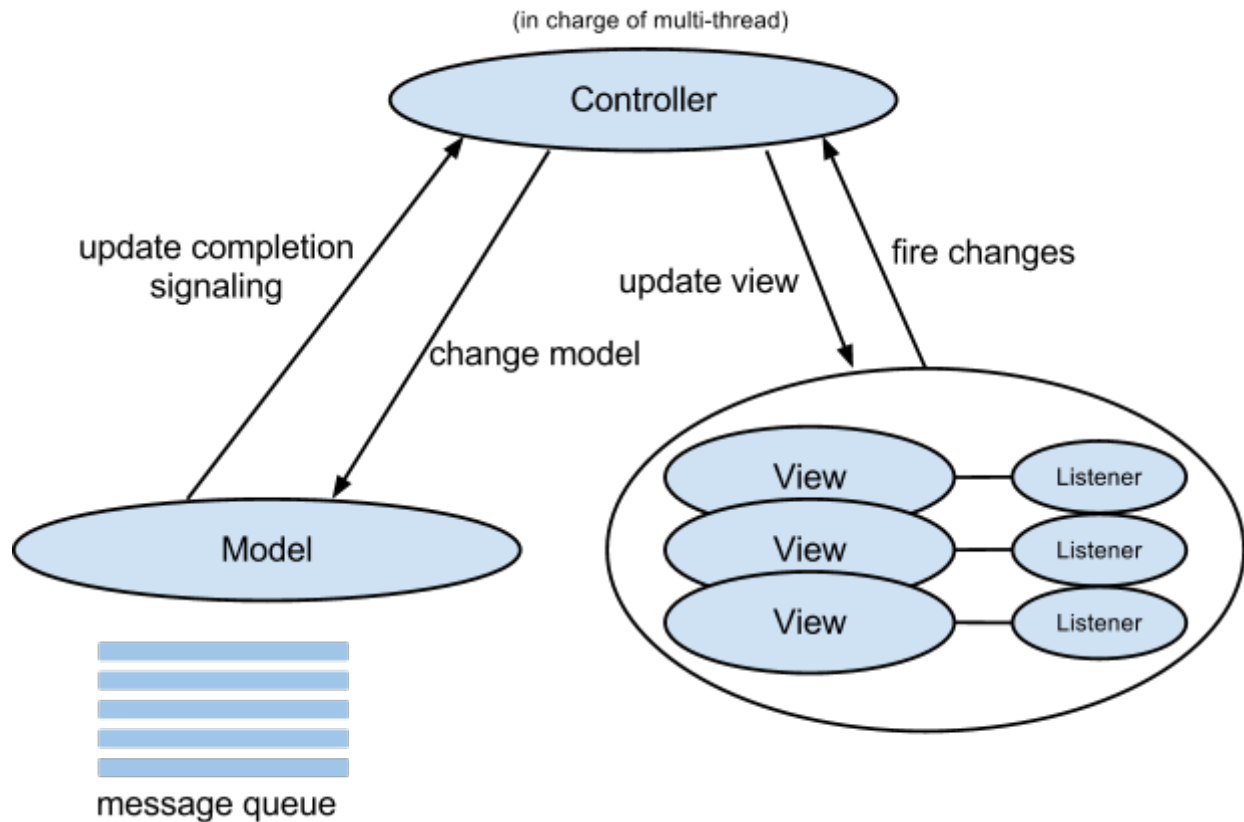 (in charge of multi-thread)
Controller
update completion
signaling
change model
update view
fire changes
Model
View
Listener
View
Listener
View
Listener
message queue